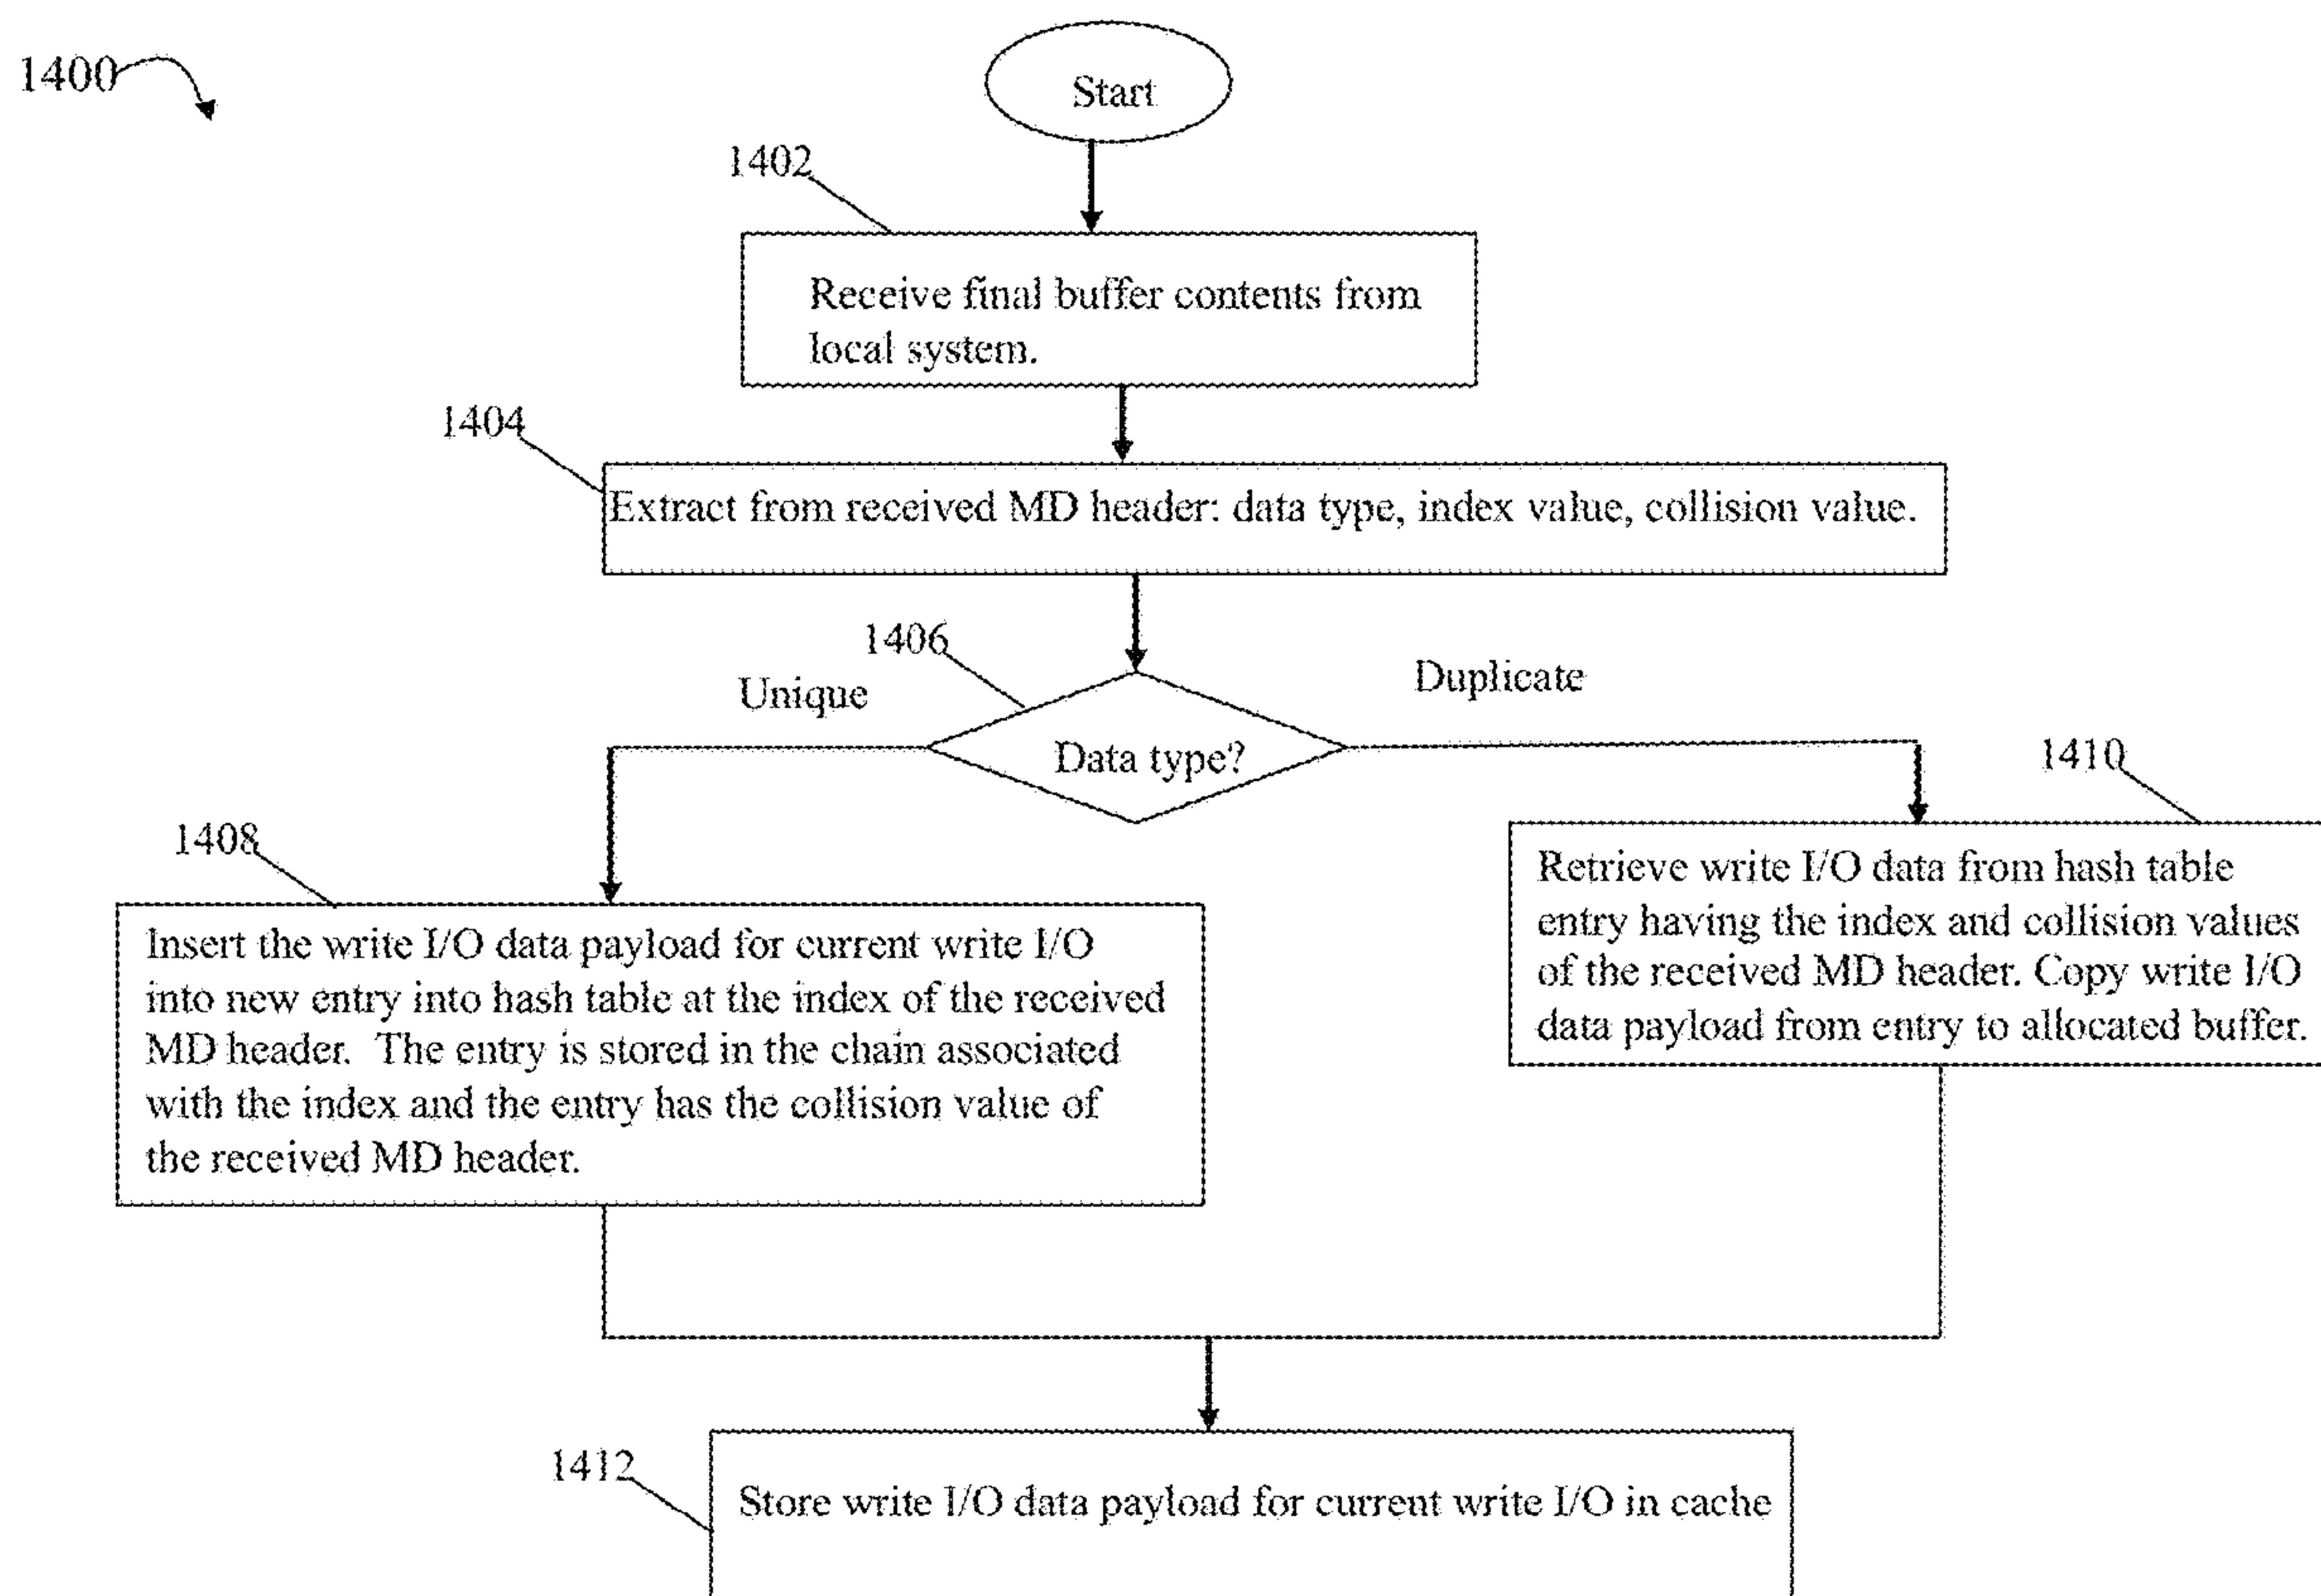 1400
Start
1402
Receive final buffer contents from
local system.
1404
Extract from received MD header: data type, index value, collision value.
1406
Unique
Duplicate
Data type?
1408
Insert the write I/O data payload for current write I/O
into new entry into hash table at the index of the received
MD header. The entry is stored in the chain associated
with the index and the entry has the collision value of
the received MD header.
1410
Retrieve write I/O data from hash table
entry having the index and collision values
of the received MD header. Copy write I/O
data payload from entry to allocated buffer.
1412
Store write I/O data payload for current write I/O in cache